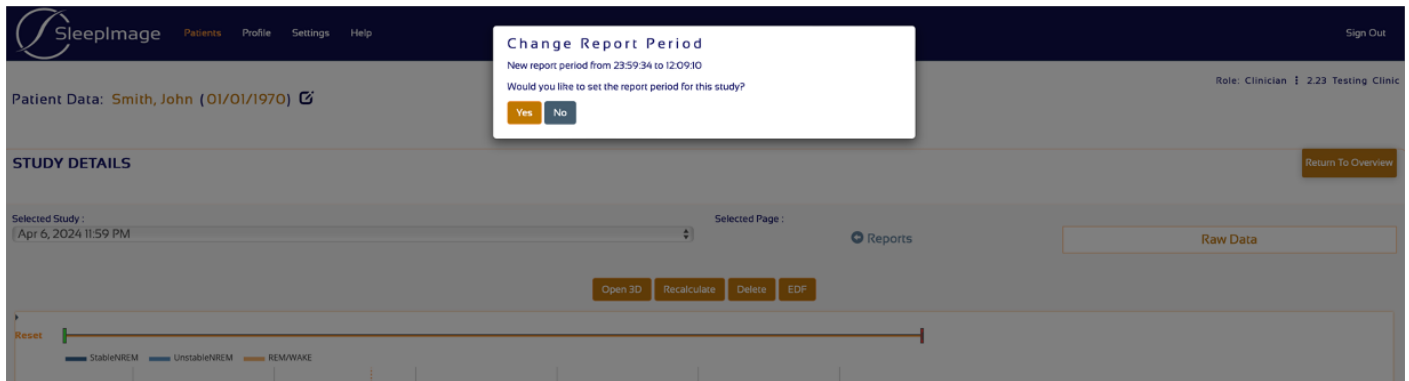 SleepImage
Patients Profile Settings Help
Sign Out
Change Report Period
New report period from 23:59:34 to 12:09:10
Would you like to set the report period for this study?
Yes No
Role: Clinician ⋮ 2.23 Testing Clinic
Patient Data: Smith, John (01/01/1970)
STUDY DETAILS
Return To Overview
Selected Study :
Apr 6, 2024 11:59 PM
Selected Page :
Reports
Raw Data
Open 3D Recalculate Delete EDF
Reset
StableNREM UnstableNREM REM/WAKE